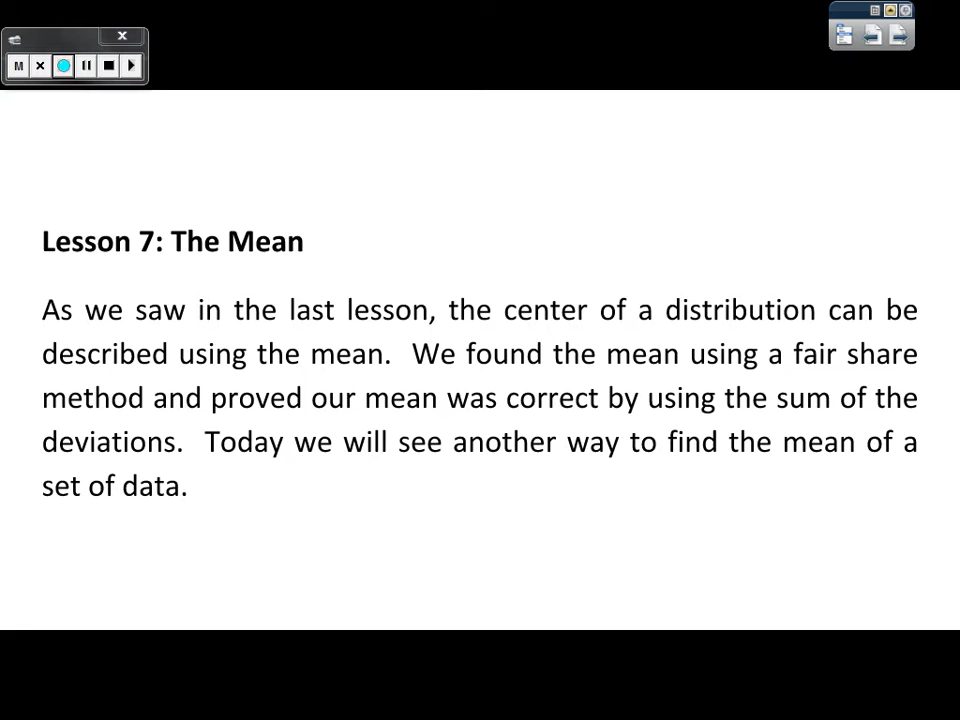 M
Lesson 7: The Mean
As we saw in the last lesson, the center of a distribution can be
described using the mean.  We found the mean using a fair share
method and proved our mean was correct by using the sum of the
deviations.  Today we will see another way to find the mean of a
set of data.